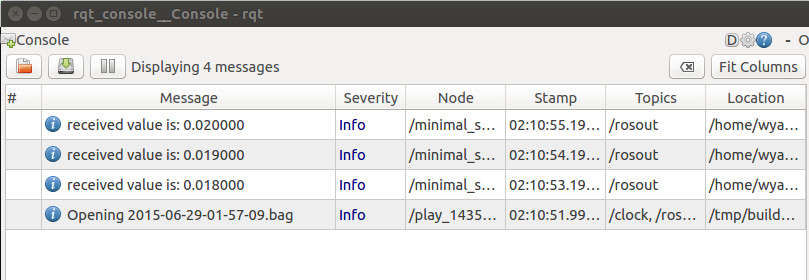 rqt_console__Console - rqt
Console D ? - O
Displaying 4 messages Fit Columns
# Message Severity Node Stamp Topics Location
received value is: 0.020000 Info /minimal_s... 02:10:55.19... /rosout /home/wya...
received value is: 0.019000 Info /minimal_s... 02:10:54.19... /rosout /home/wya...
received value is: 0.018000 Info /minimal_s... 02:10:53.19... /rosout /home/wya...
Opening 2015-06-29-01-57-09.bag Info /play_1435... 02:10:51.99... /clock, /ros... /tmp/build...